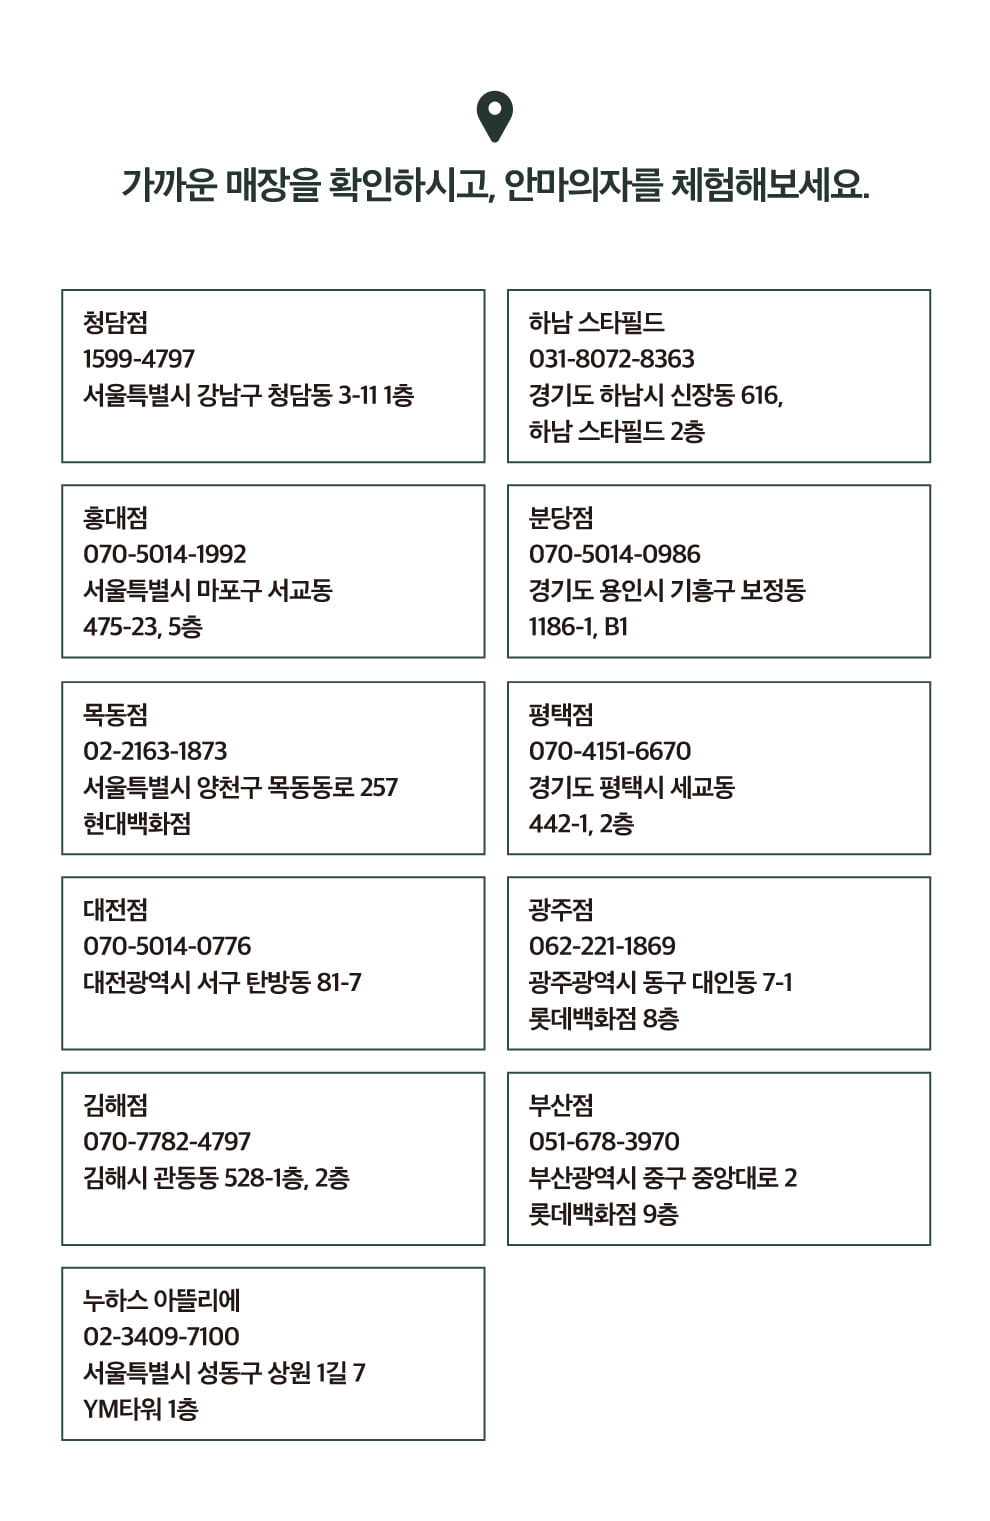 가까운 매장을 확인하시고, 안마의자를 체험해보세요.
청담점
1599-4797
서울특별시 강남구 청담동 3-11 1층
하남 스타필드
031-8072-8363
경기도 하남시 신장동 616,
하남 스타필드 2층
홍대점
070-5014-1992
서울특별시 마포구 서교동
475-23, 5층
분당점
070-5014-0986
경기도 용인시 기흥구 보정동
1186-1, B1
목동점
02-2163-1873
서울특별시 양천구 목동동로 257
현대백화점
평택점
070-4151-6670
경기도 평택시 세교동
442-1, 2층
대전점
070-5014-0776
대전광역시 서구 탄방동 81-7
광주점
062-221-1869
광주광역시 동구 대인동 7-1
롯데백화점 8층
김해점
070-7782-4797
김해시 관동동 528-1층, 2층
부산점
051-678-3970
부산광역시 중구 중앙대로 2
롯데백화점 9층
누하스 아뜰리에
02-3409-7100
서울특별시 성동구 상원 1길 7
YM타워 1층